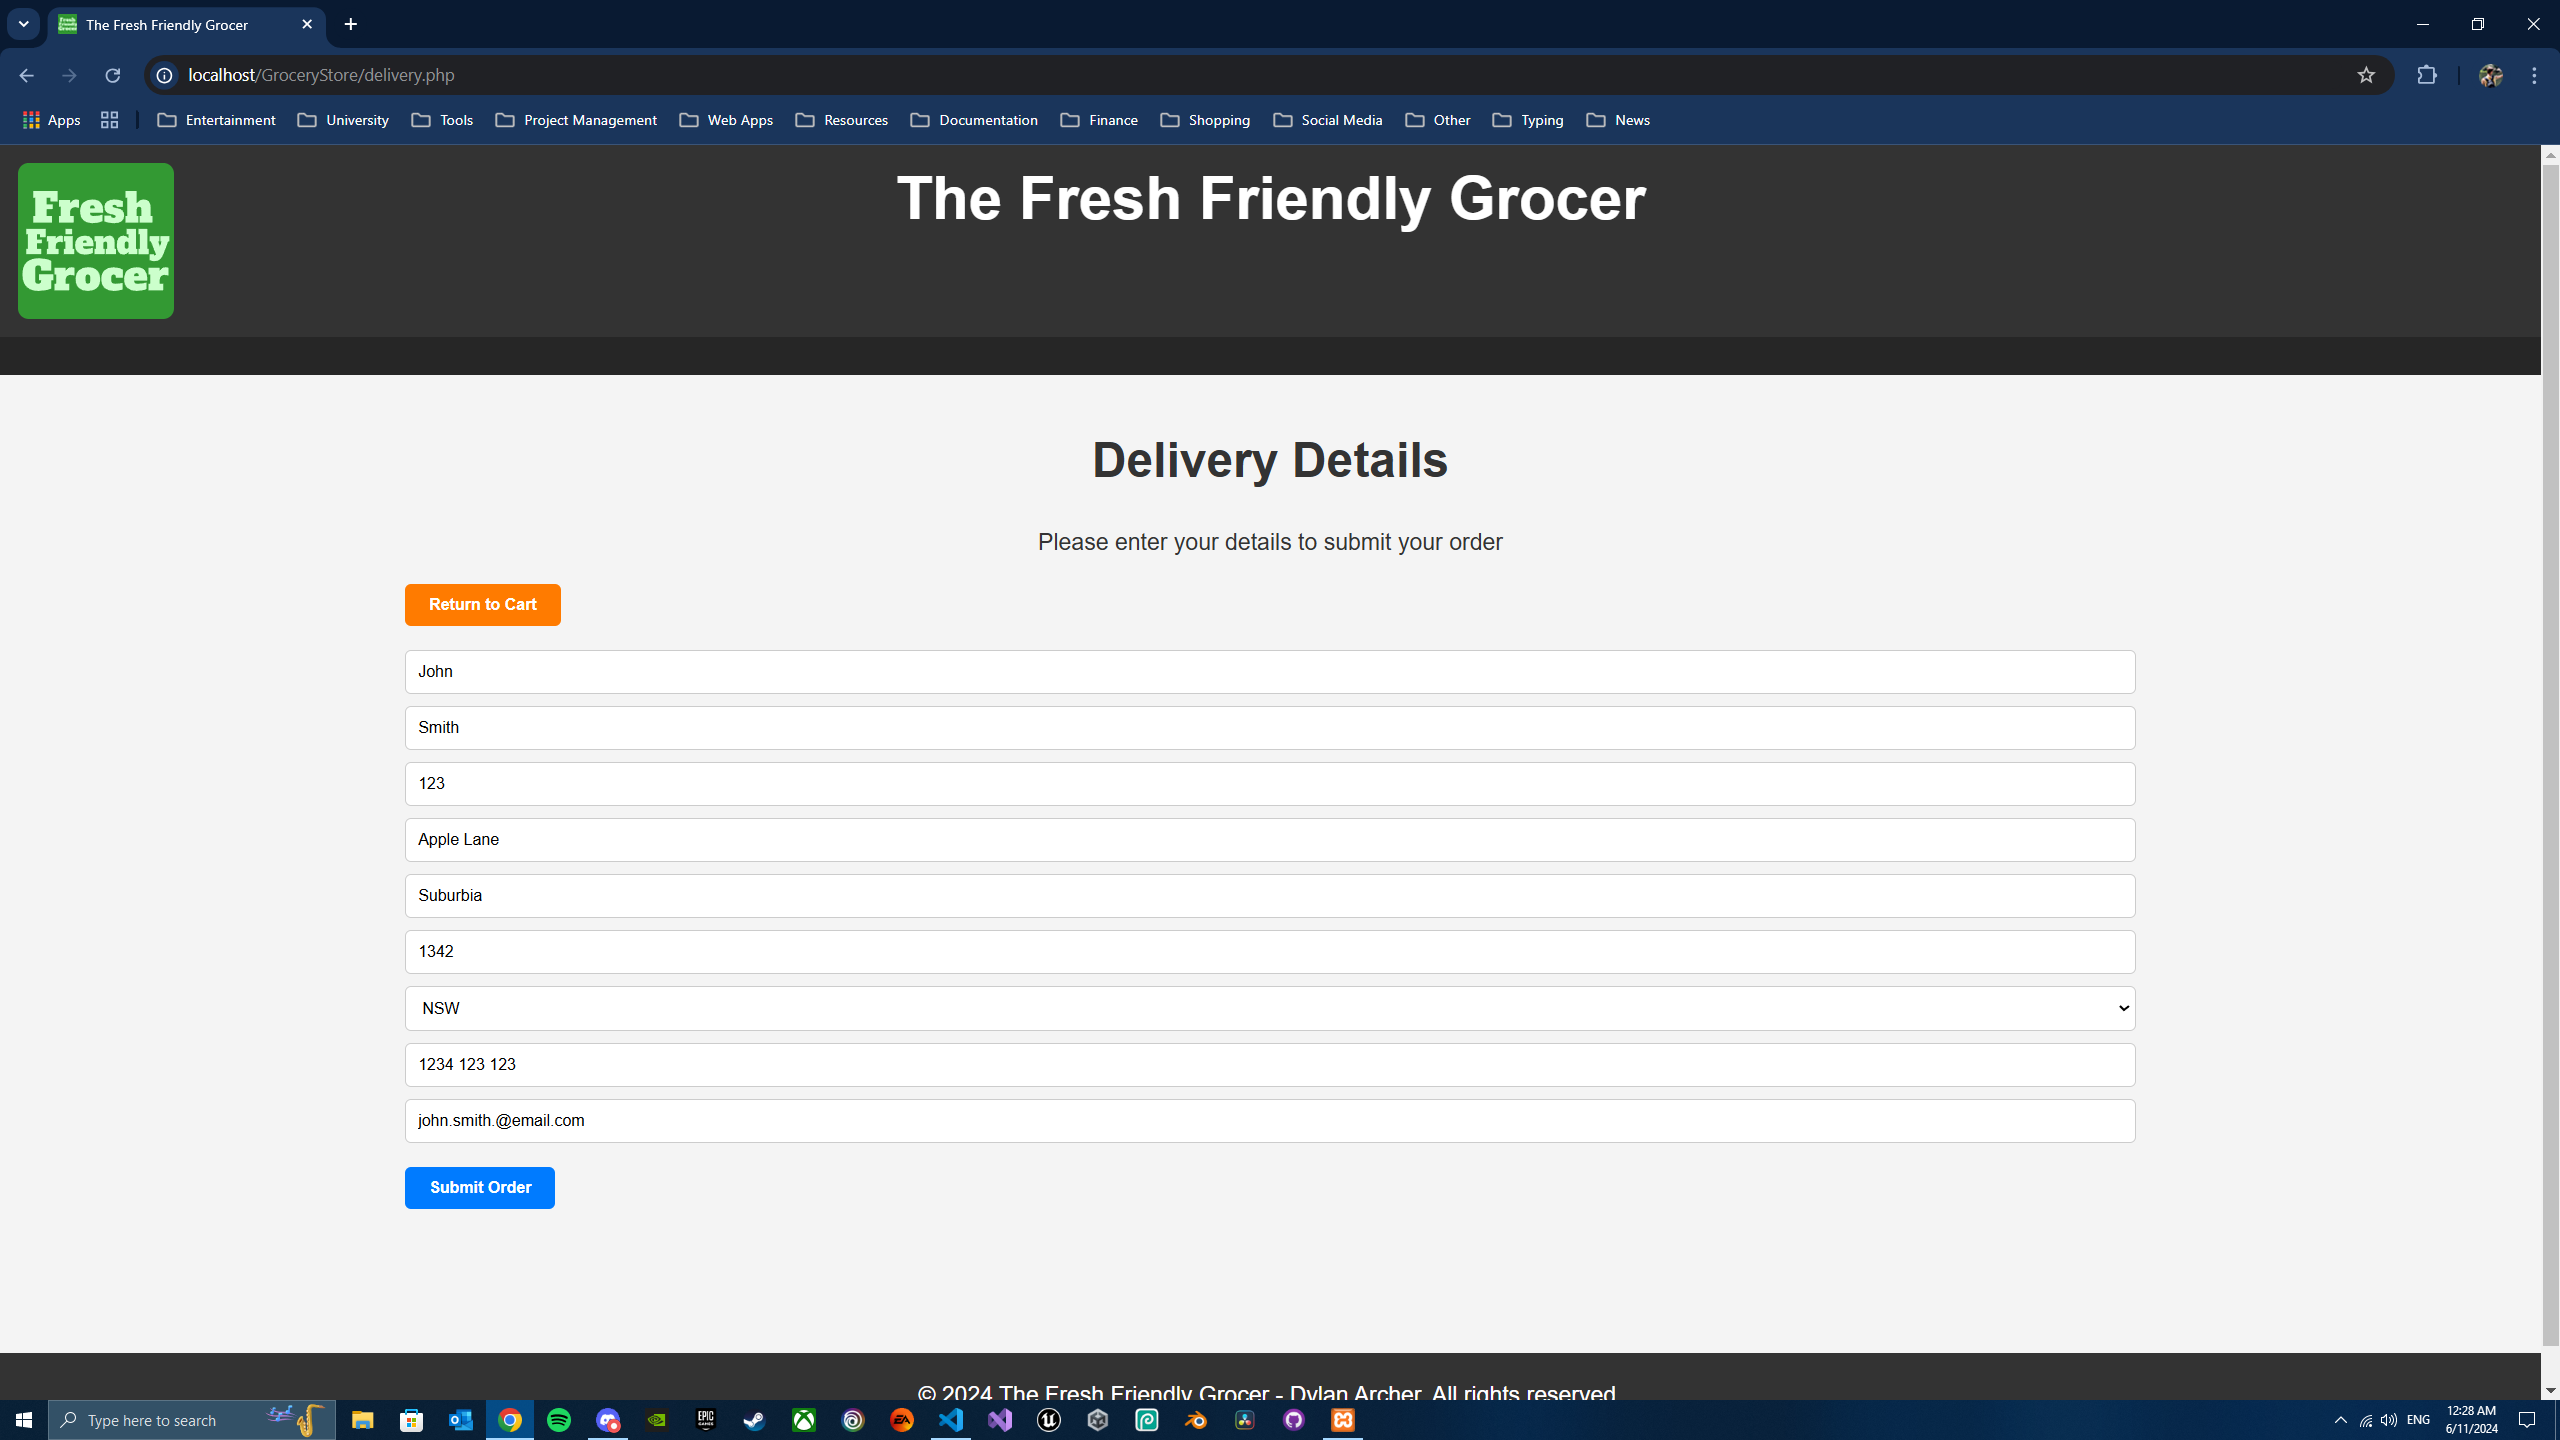 The Fresh Friendly Grocer
localhost/GroceryStore/delivery.php
Apps Entertainment University Tools Project Management Web Apps Resources Documentation Finance Shopping Social Media Other Typing News
Fresh
Friendly
Grocer
The Fresh Friendly Grocer
Delivery Details
Please enter your details to submit your order
Return to Cart
John
Smith
123
Apple Lane
Suburbia
1342
NSW
1234 123 123
john.smith.@email.com
Submit Order
© 2024 The Fresh Friendly Grocer - Dylan Archer. All rights reserved
Type here to search
EPIC
GAMES
EA
ENG
12:28 AM
6/11/2024